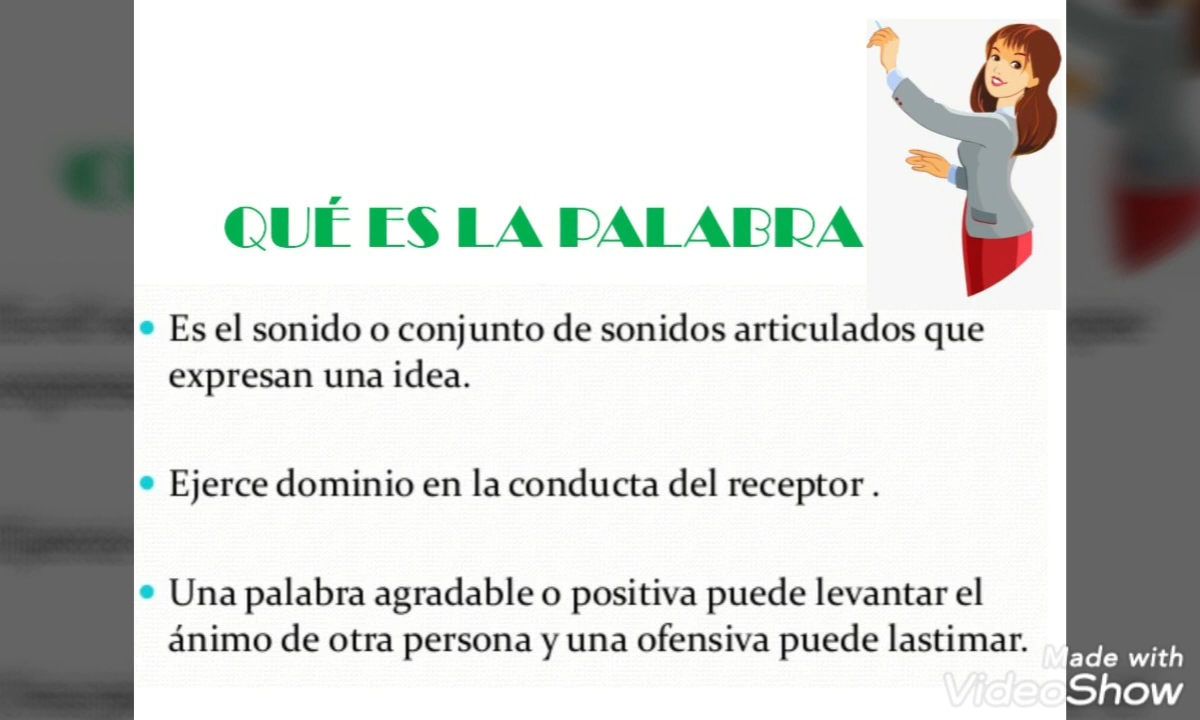 QUÉ ES LA PALABRA
Es el sonido o conjunto de sonidos articulados que
expresan una idea.
Ejerce dominio en la conducta del receptor .
Una palabra agradable o positiva puede levantar el
ánimo de otra persona y una ofensiva puede lastimar.
Made with
VideoShow